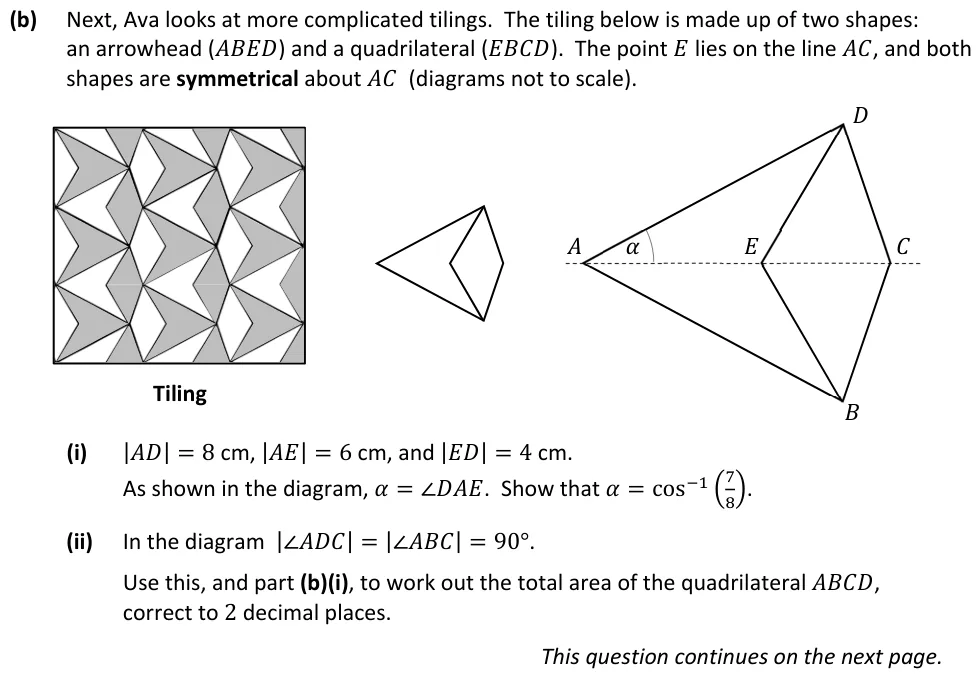 (b) Next, Ava looks at more complicated tilings. The tiling below is made up of two shapes:
an arrowhead (ABED) and a quadrilateral (EBCD). The point E lies on the line AC, and both
shapes are symmetrical about AC (diagrams not to scale).
D
A α E C
B
Tiling
(i) |AD| = 8 cm, |AE| = 6 cm, and |ED| = 4 cm.
As shown in the diagram, α = ∠DAE. Show that α = cos⁻¹ (7/8).
(ii) In the diagram |∠ADC| = |∠ABC| = 90°.
Use this, and part (b)(i), to work out the total area of the quadrilateral ABCD,
correct to 2 decimal places.
This question continues on the next page.